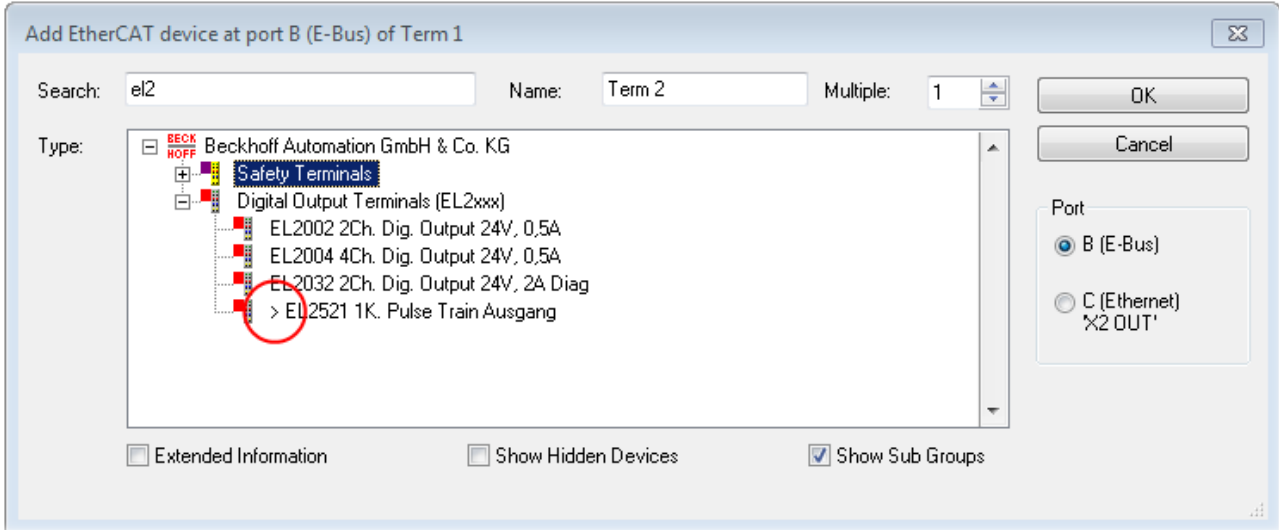 Add EtherCAT device at port B (E-Bus) of Term 1
Search: el2 Name: Term 2 Multiple: 1 OK
Type: BECKHOFF Beckhoff Automation GmbH & Co. KG Cancel
Safety Terminals
Digital Output Terminals (EL2xxx)
Port
EL2002 2Ch. Dig. Output 24V, 0,5A
B (E-Bus)
EL2004 4Ch. Dig. Output 24V, 0,5A
EL2032 2Ch. Dig. Output 24V, 2A Diag
> EL2521 1K. Pulse Train Ausgang
C (Ethernet)
'X2 OUT'
Extended Information Show Hidden Devices Show Sub Groups